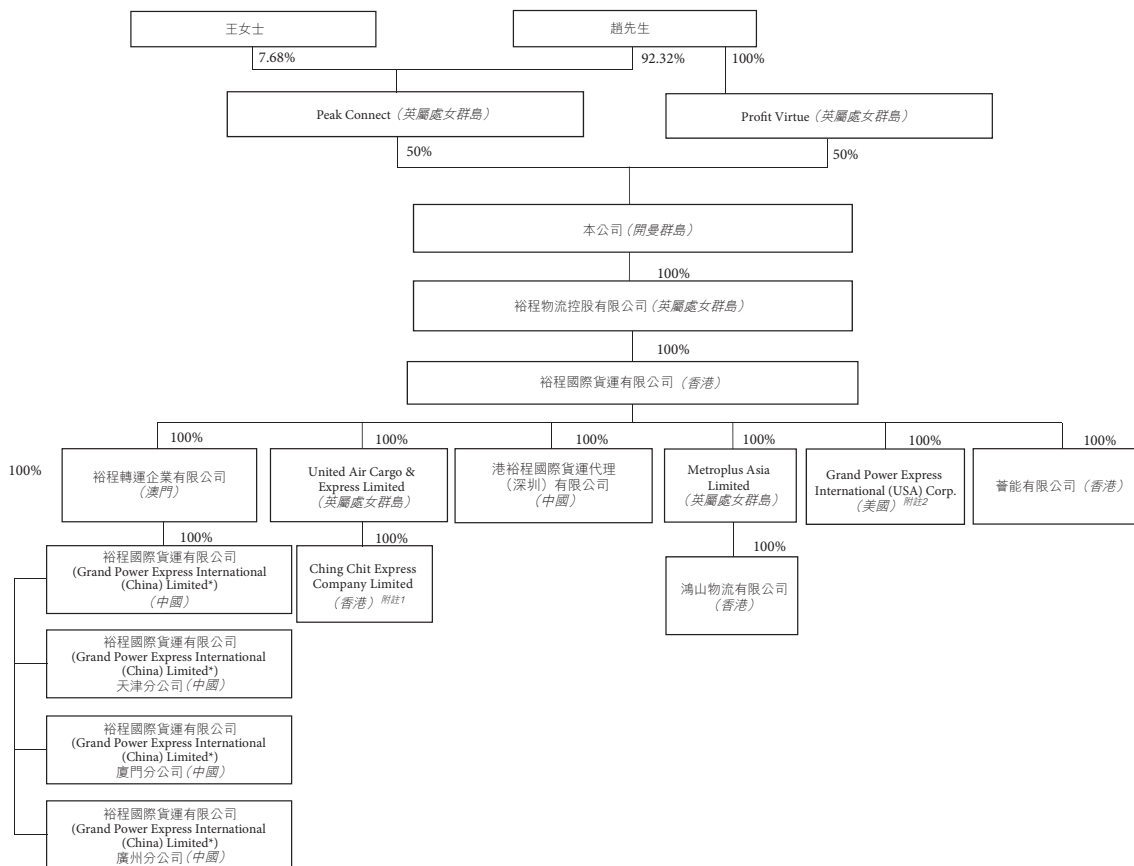 王女士
趙先生
7.68%
92.32%
100%
Peak Connect（英屬處女群島）
Profit Virtue（英屬處女群島）
50%
50%
本公司（開曼群島）
100%
裕程物流控股有限公司（英屬處女群島）
100%
裕程國際貨運有限公司（香港）
100%
100%
100%
100%
100%
100%
100%
裕程轉運企業有限公司
（澳門）
United Air Cargo &
Express Limited
（英屬處女群島）
港裕程國際貨運代理
（深圳）有限公司
（中國）
Metroplus Asia
Limited
（英屬處女群島）
Grand Power Express
International (USA) Corp.
（美國）附註2
薈能有限公司（香港）
100%
100%
100%
裕程國際貨運有限公司
(Grand Power Express International
(China) Limited*)
（中國）
Ching Chit Express
Company Limited
（香港）附註1
鴻山物流有限公司
（香港）
裕程國際貨運有限公司
(Grand Power Express International
(China) Limited*)
天津分公司（中國）
裕程國際貨運有限公司
(Grand Power Express International
(China) Limited*)
廈門分公司（中國）
裕程國際貨運有限公司
(Grand Power Express International
(China) Limited*)
廣州分公司（中國）